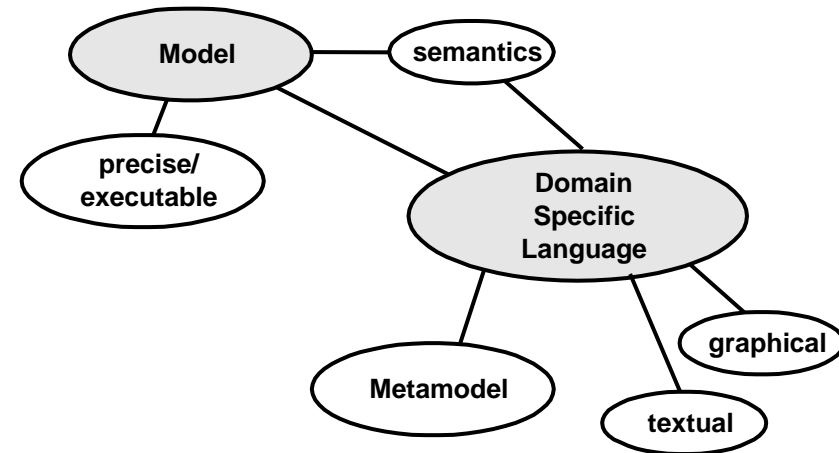 Model
semantics
precise/
executable
Domain
Specific
Language
graphical
Metamodel
textual